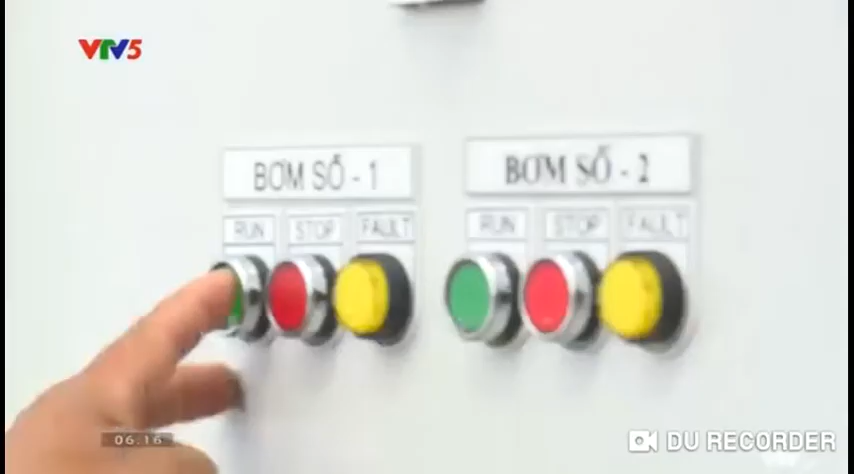 VTV5
BƠM SỐ - 1
BƠM SỐ - 2
RUN
STOP
FAULT
RUN
STOP
FAULT
06:16
DU RECORDER